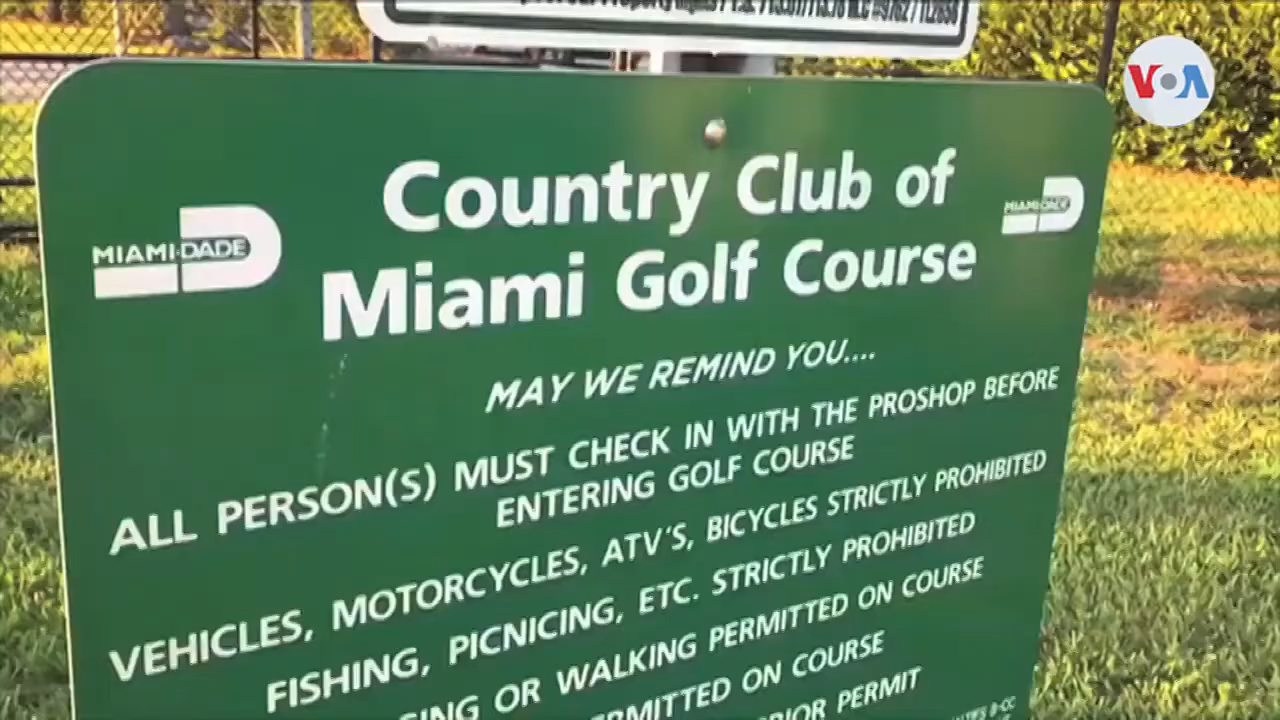 VOA
Country Club of
Miami Golf Course
MIAMI-DADE
MIAMI-DADE
MAY WE REMIND YOU....
ALL PERSON(S) MUST CHECK IN WITH THE PROSHOP BEFORE
ENTERING GOLF COURSE
VEHICLES, MOTORCYCLES, ATV'S, BICYCLES STRICTLY PROHIBITED
FISHING, PICNICING, ETC. STRICTLY PROHIBITED
OR WALKING PERMITTED ON COURSE
ON COURSE
PERMIT